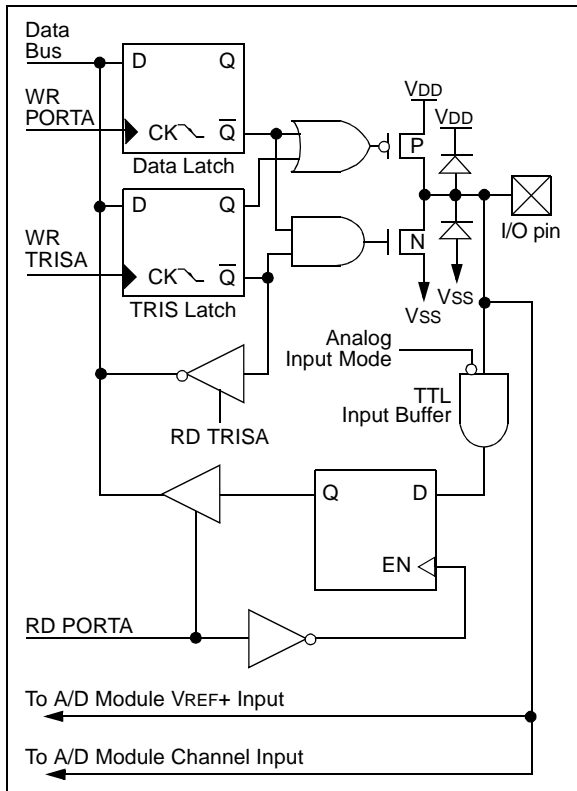 Data
Bus
D Q
VDD
WR
PORTA
VDD
CK Q
P
Data Latch
D Q
I/O pin
WR
TRISA
N
CK Q
VSS
VSS
TRIS Latch
Analog
Input Mode
TTL
Input Buffer
RD TRISA
Q D
EN
RD PORTA
To A/D Module VREF+ Input
To A/D Module Channel Input